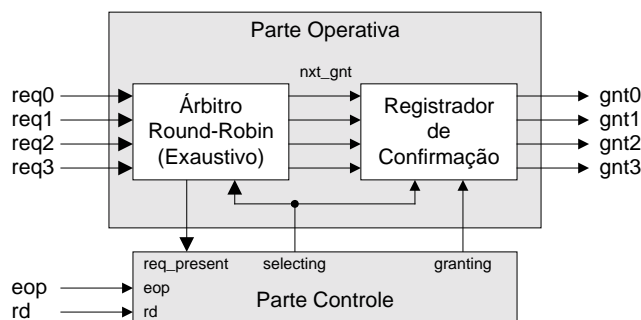 Parte Operativa
nxt_gnt
req0
req1
req2
req3
Árbitro
Round-Robin
(Exaustivo)
Registrador
de
Confirmação
gnt0
gnt1
gnt2
gnt3
req_present
selecting
granting
eop
rd
eop
rd
Parte Controle